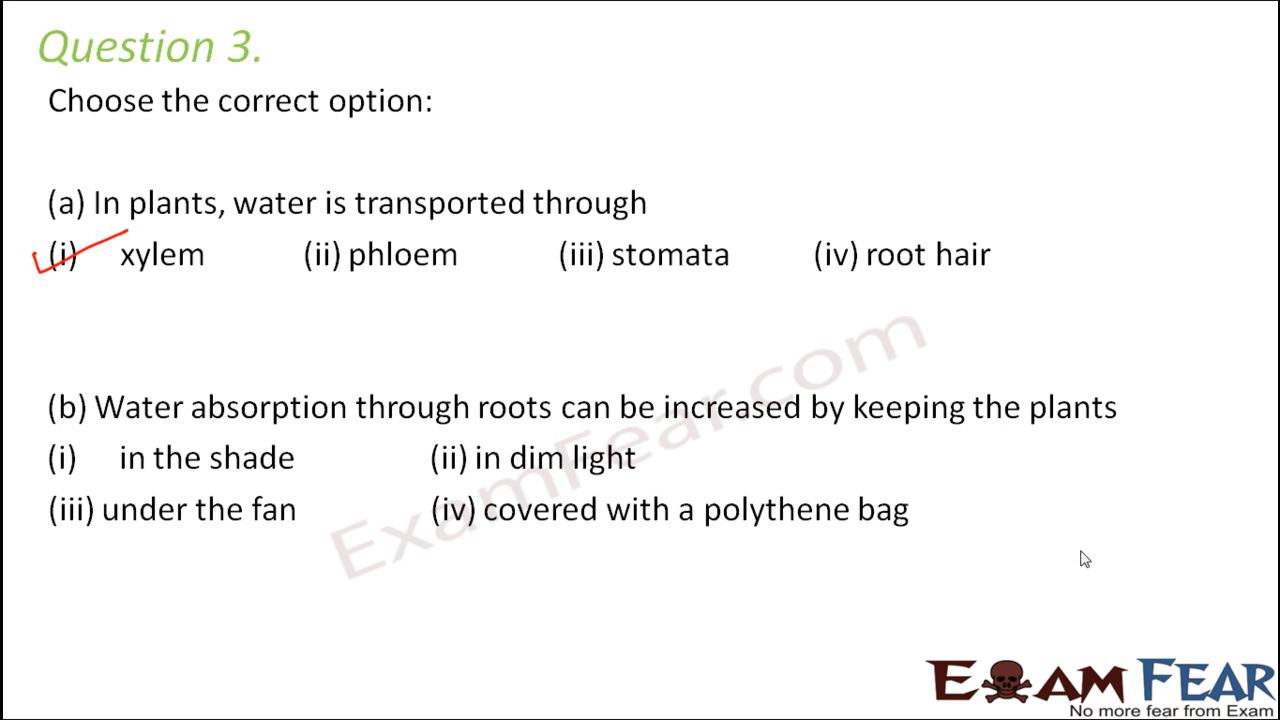 Question 3.
Choose the correct option:
(a) In plants, water is transported through
(i) xylem (ii) phloem (iii) stomata (iv) root hair
(b) Water absorption through roots can be increased by keeping the plants
(i) in the shade (ii) in dim light
(iii) under the fan (iv) covered with a polythene bag
ExamFear.com
EXAM FEAR
No more fear from Exam